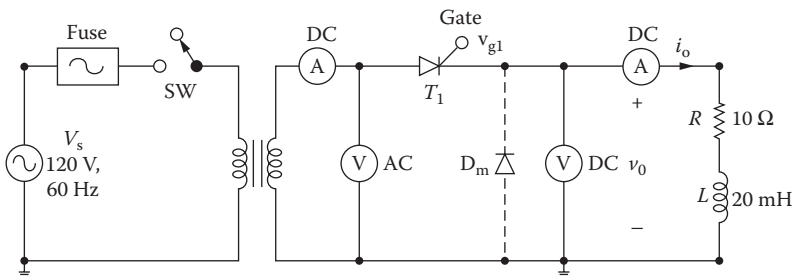 Fuse
SW
V_s
120 V,
60 Hz
DC
A
V
AC
Gate
v_g1
T_1
D_m
V
DC
DC
A
i_o
+
v_0
−
R
10 Ω
L
20 mH